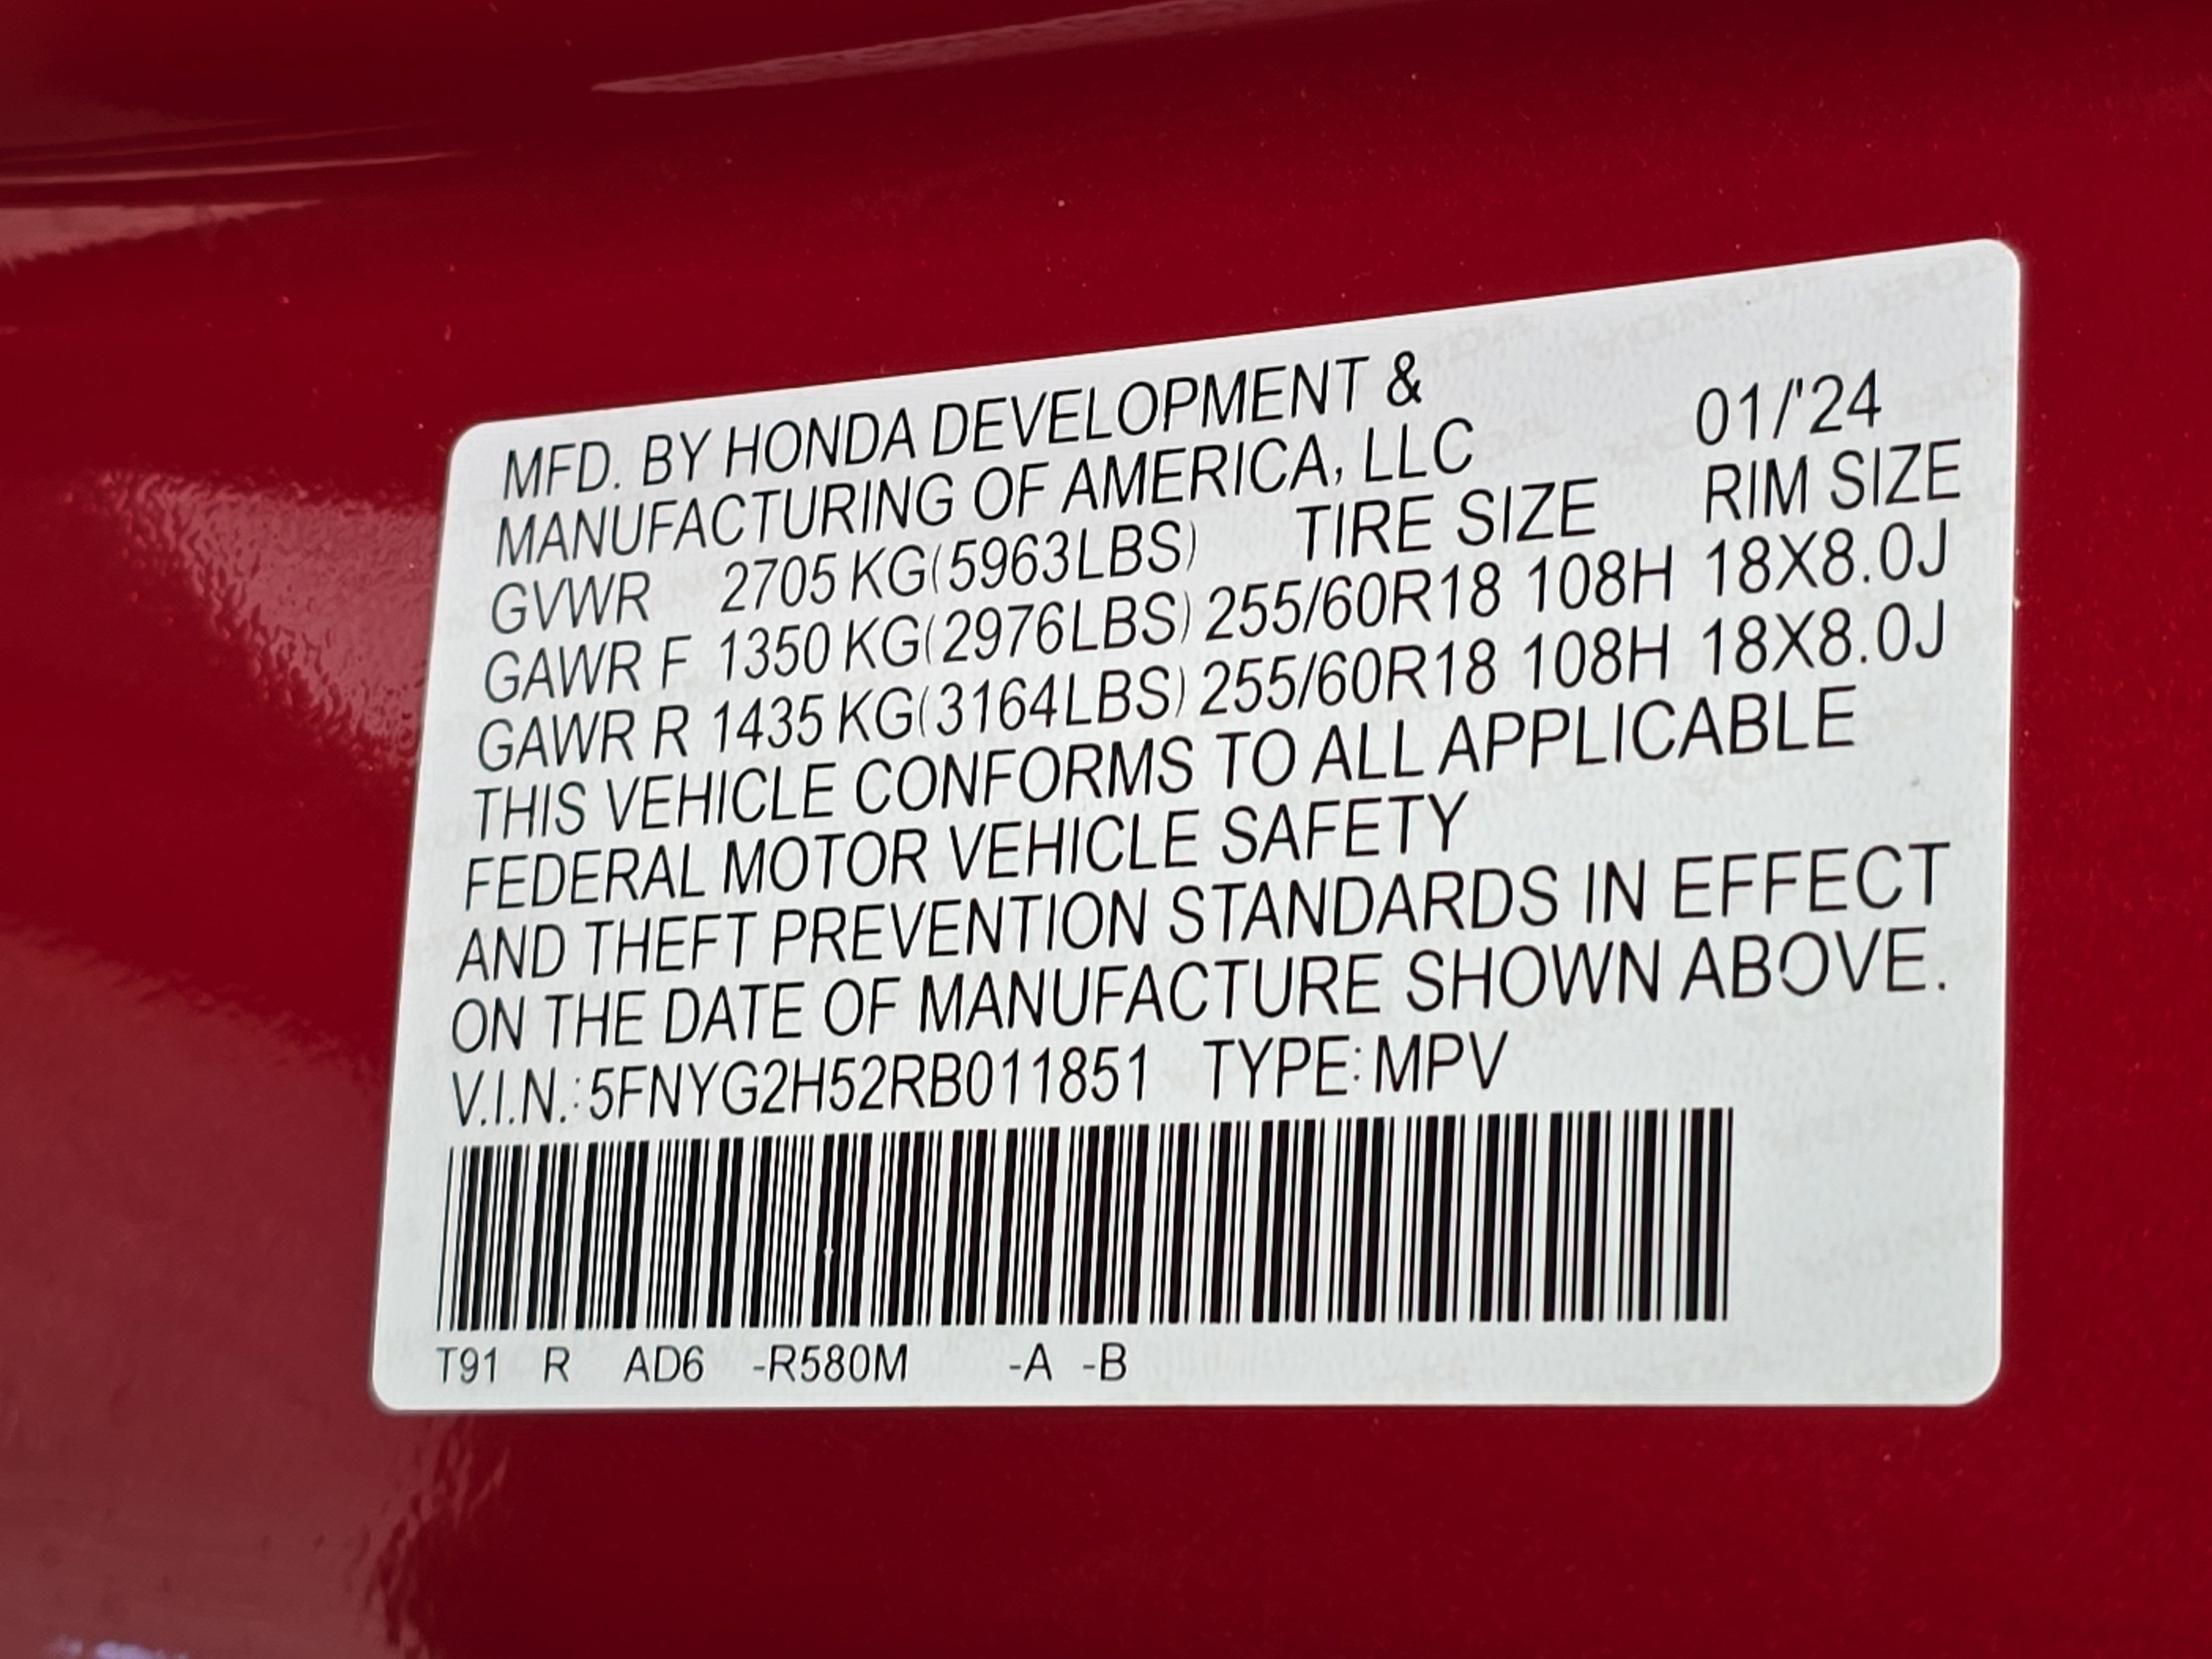 MFD. BY HONDA DEVELOPMENT &
MANUFACTURING OF AMERICA, LLC 01/'24
GVWR 2705 KG(5963LBS) TIRE SIZE RIM SIZE
GAWR F 1350 KG(2976LBS) 255/60R18 108H 18X8.0J
GAWR R 1435 KG(3164LBS) 255/60R18 108H 18X8.0J
THIS VEHICLE CONFORMS TO ALL APPLICABLE
FEDERAL MOTOR VEHICLE SAFETY
AND THEFT PREVENTION STANDARDS IN EFFECT
ON THE DATE OF MANUFACTURE SHOWN ABOVE.
V.I.N.:5FNYG2H52RB011851 TYPE:MPV
T91 R AD6 -R580M -A -B